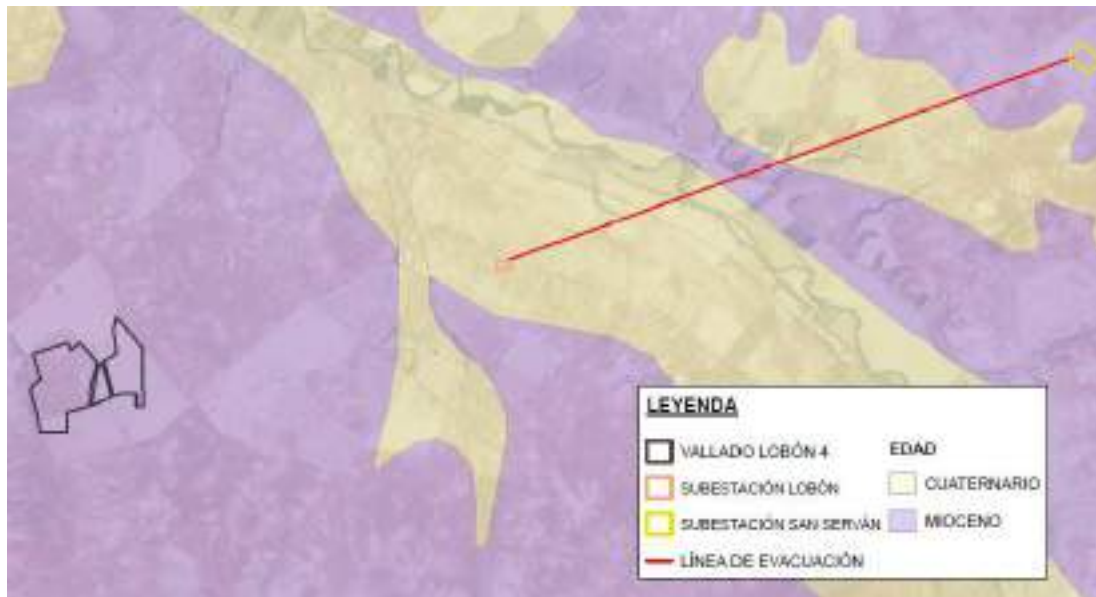 LEYENDA
VALLADO LOBÓN 4
SUBESTACIÓN LOBÓN
SUBESTACIÓN SAN SERVÁN
LÍNEA DE EVACUACIÓN
EDAD
CUATERNARIO
MIOCENO